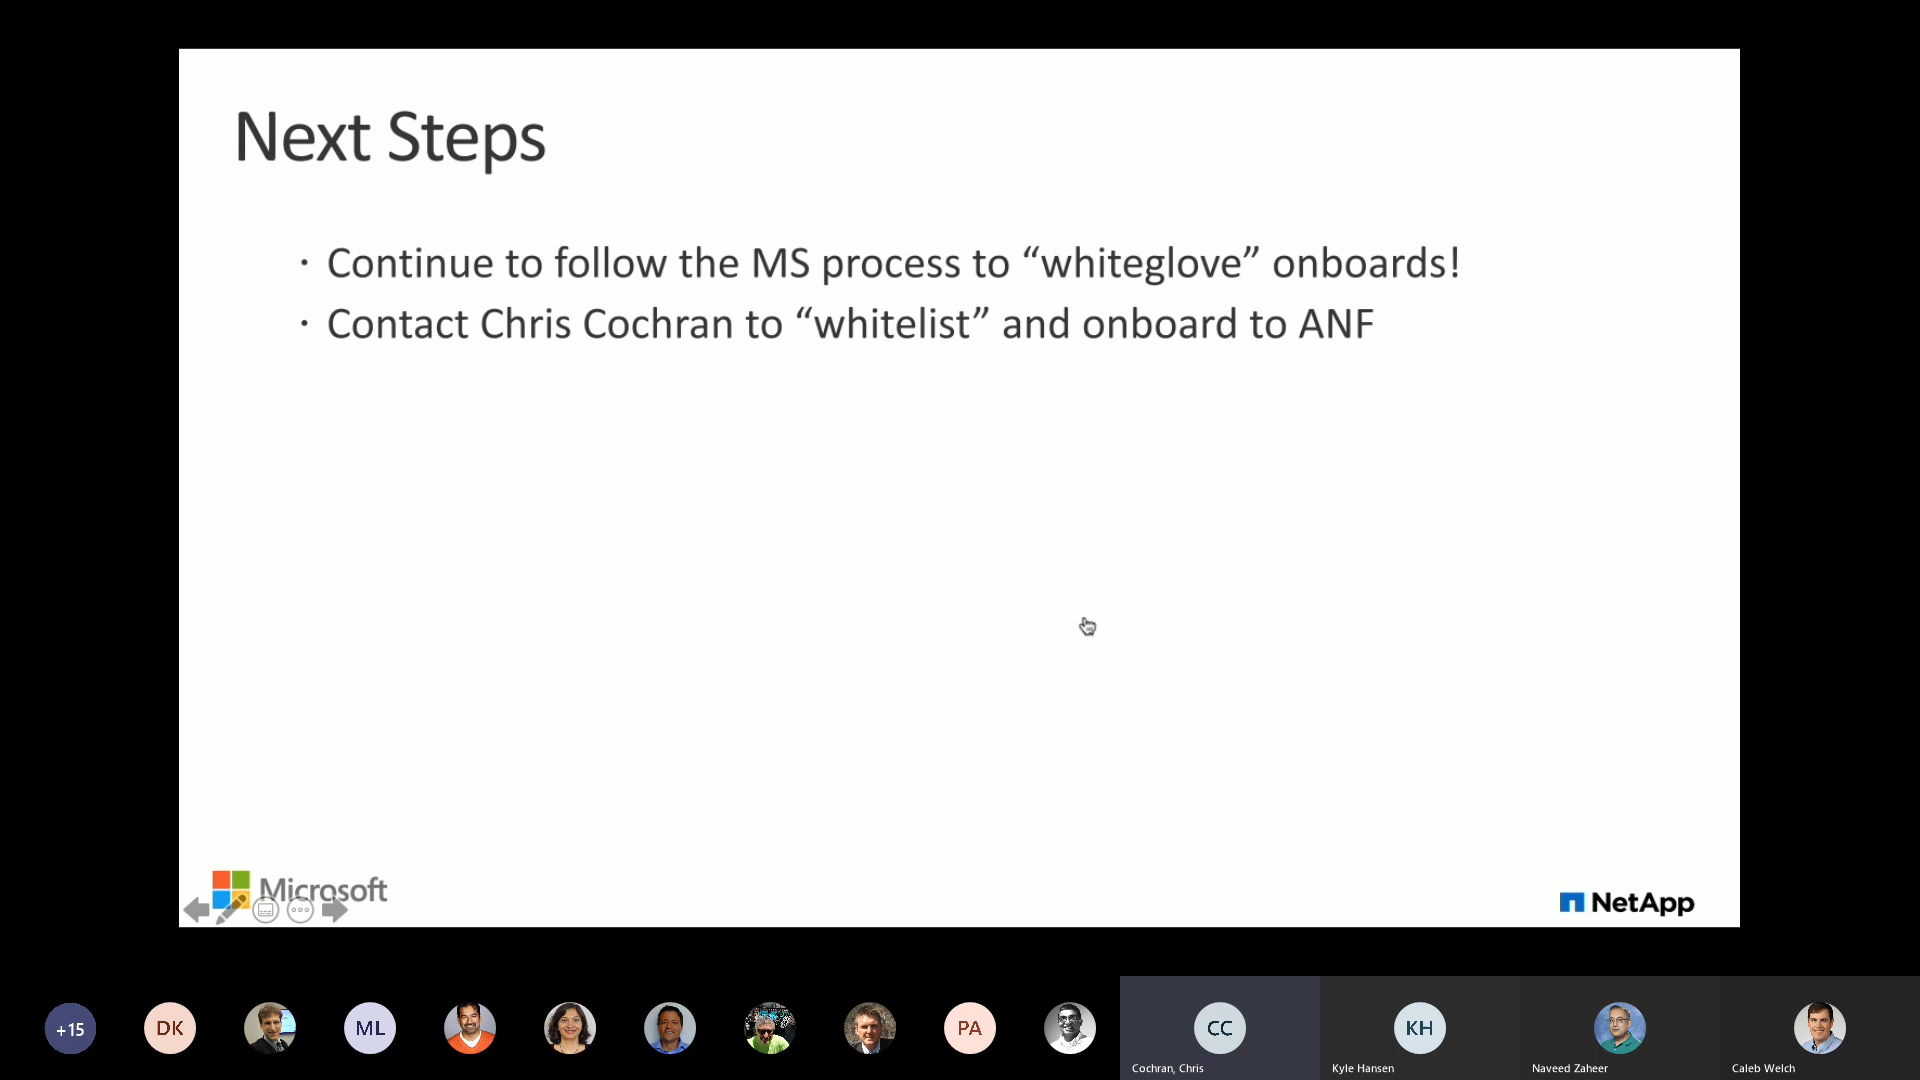 Next Steps
· Continue to follow the MS process to “whiteglove” onboards!
· Contact Chris Cochran to “whitelist” and onboard to ANF
Microsoft
NetApp
+15
DK
ML
PA
CC
KH
Cochran, Chris
Kyle Hansen
Naveed Zaheer
Caleb Welch